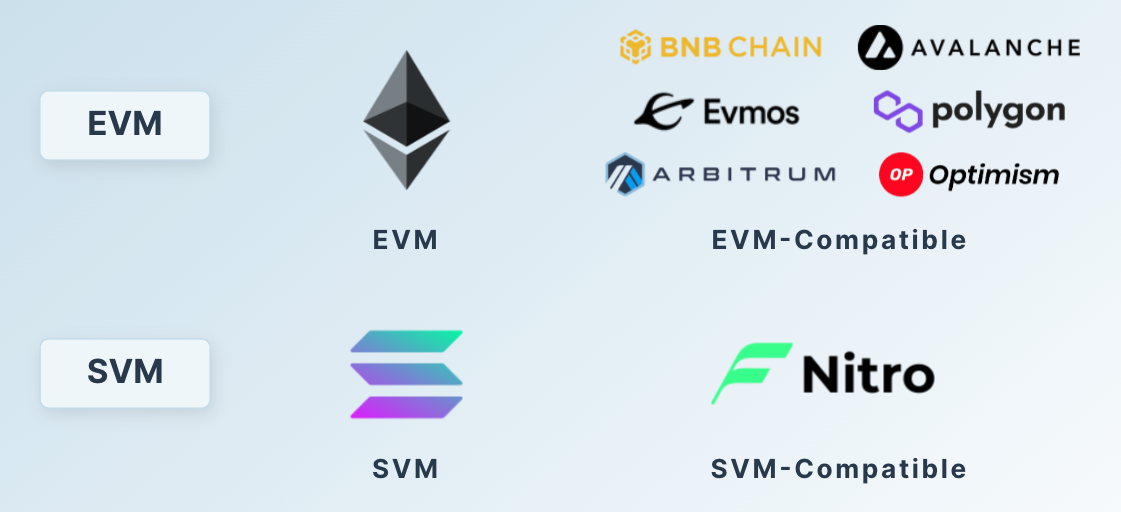 BNB CHAIN
AVALANCHE
EVM
Evmos
polygon
ARBITRUM
OP Optimism
EVM
EVM-Compatible
SVM
Nitro
SVM
SVM-Compatible